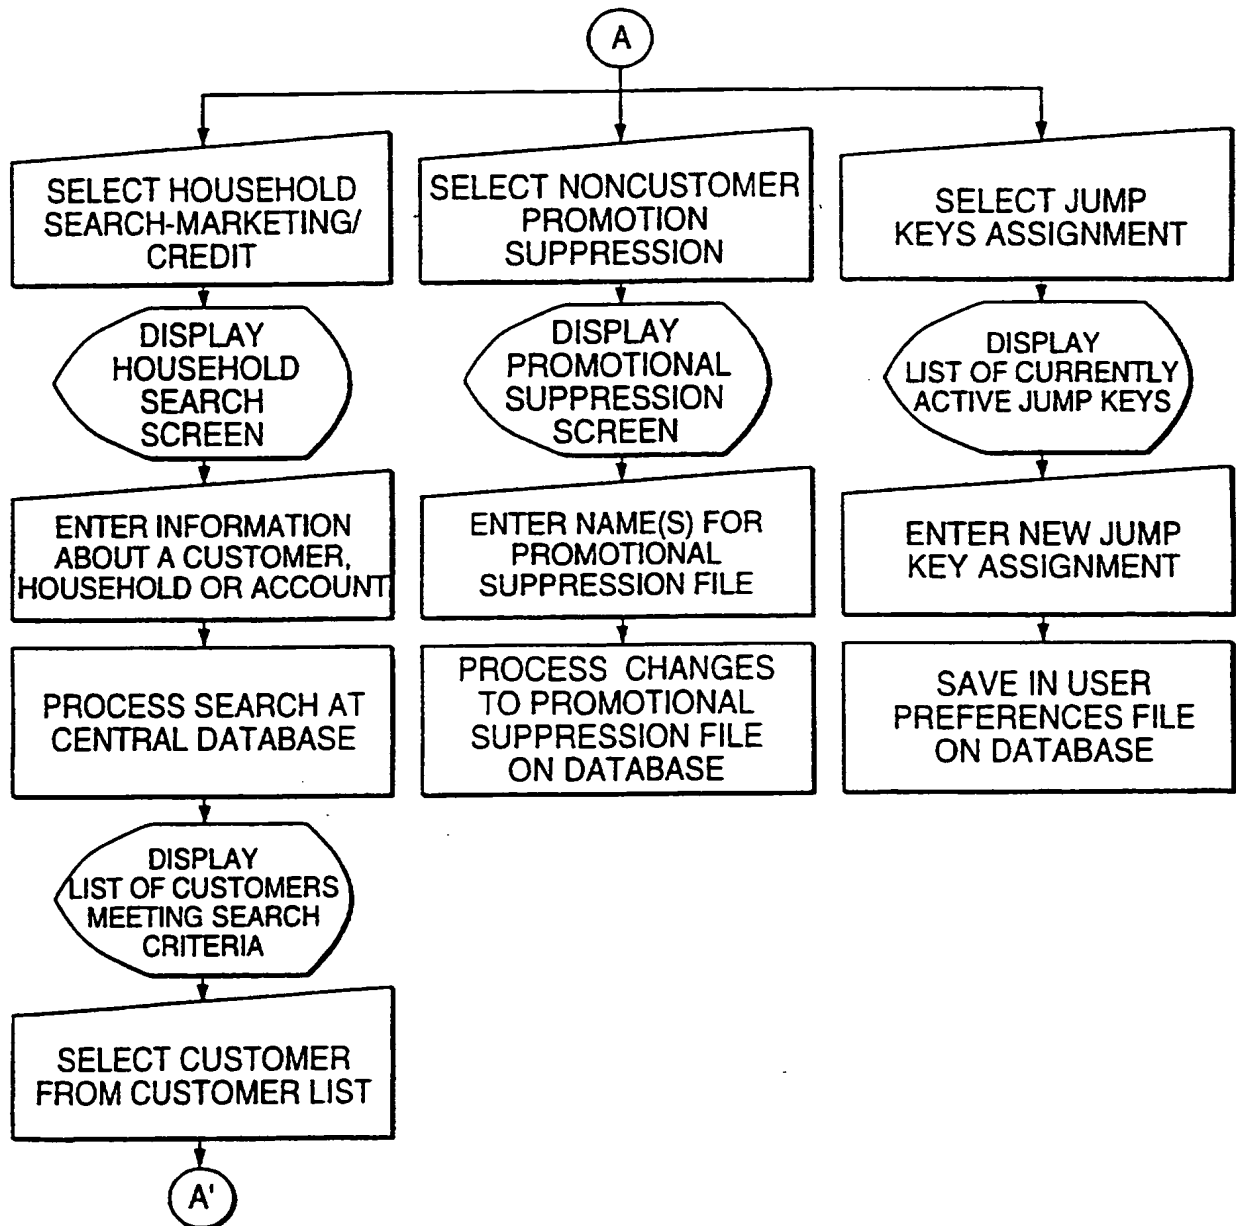 A
SELECT HOUSEHOLD
SEARCH-MARKETING/
CREDIT
DISPLAY
HOUSEHOLD
SEARCH
SCREEN
ENTER INFORMATION
ABOUT A CUSTOMER,
HOUSEHOLD OR ACCOUNT
PROCESS SEARCH AT
CENTRAL DATABASE
DISPLAY
LIST OF CUSTOMERS
MEETING SEARCH
CRITERIA
SELECT CUSTOMER
FROM CUSTOMER LIST
A'
SELECT NONCUSTOMER
PROMOTION
SUPPRESSION
DISPLAY
PROMOTIONAL
SUPPRESSION
SCREEN
ENTER NAME(S) FOR
PROMOTIONAL
SUPPRESSION FILE
PROCESS CHANGES
TO PROMOTIONAL
SUPPRESSION FILE
ON DATABASE
SELECT JUMP
KEYS ASSIGNMENT
DISPLAY
LIST OF CURRENTLY
ACTIVE JUMP KEYS
ENTER NEW JUMP
KEY ASSIGNMENT
SAVE IN USER
PREFERENCES FILE
ON DATABASE